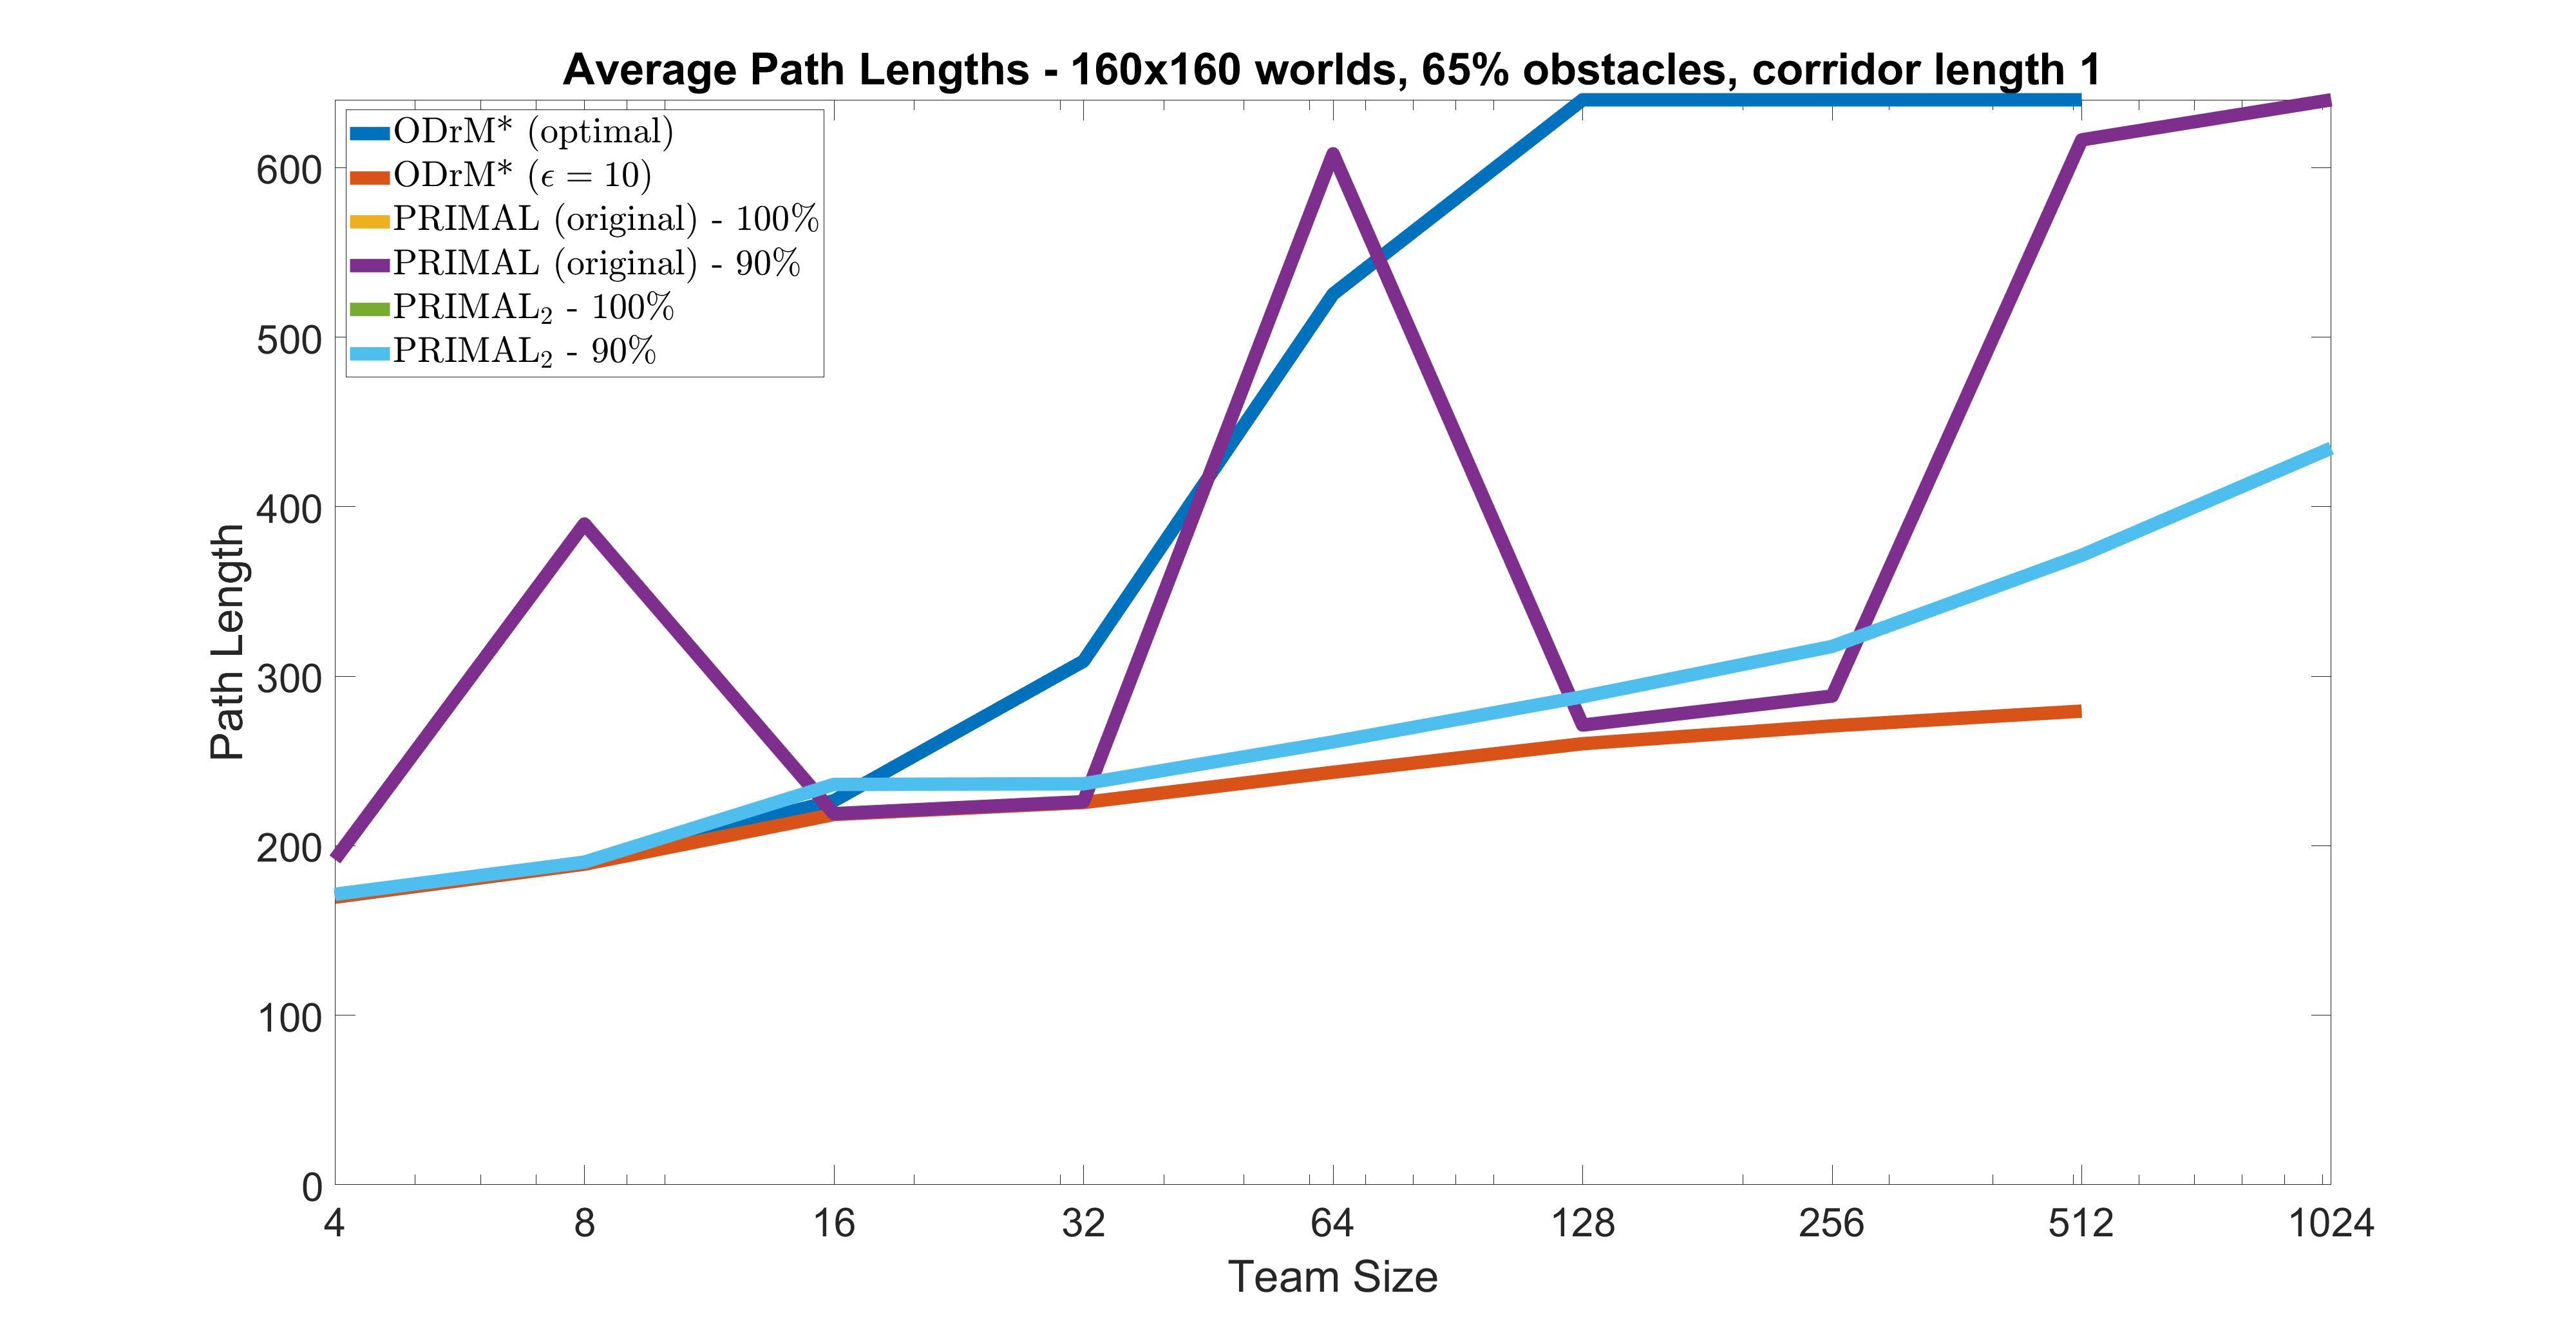 Average Path Lengths - 160x160 worlds, 65% obstacles, corridor length 1
ODrM* (optimal)
ODrM* (ϵ = 10)
PRIMAL (original) - 100%
PRIMAL (original) - 90%
PRIMAL₂ - 100%
PRIMAL₂ - 90%
600
500
400
300
200
100
0
Path Length
4 8 16 32 64 128 256 512 1024
Team Size